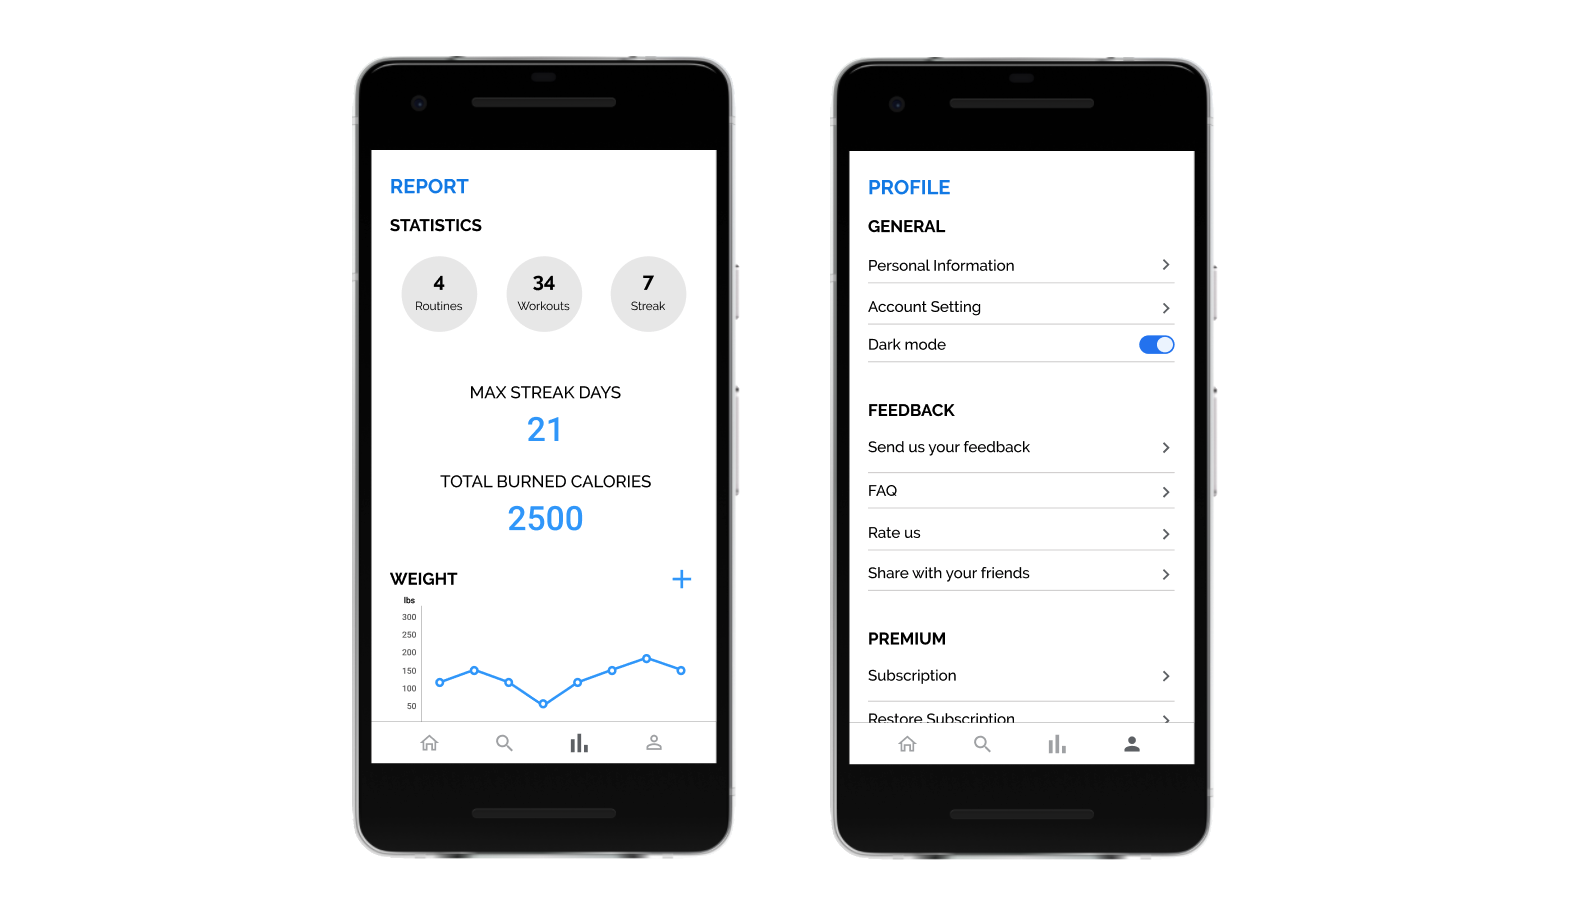 REPORT
STATISTICS
4
Routines
34
Workouts
7
Streak
MAX STREAK DAYS
21
TOTAL BURNED CALORIES
2500
WEIGHT
lbs
300
250
200
150
100
50
PROFILE
GENERAL
Personal Information
Account Setting
Dark mode
FEEDBACK
Send us your feedback
FAQ
Rate us
Share with your friends
PREMIUM
Subscription
Restore Subscription